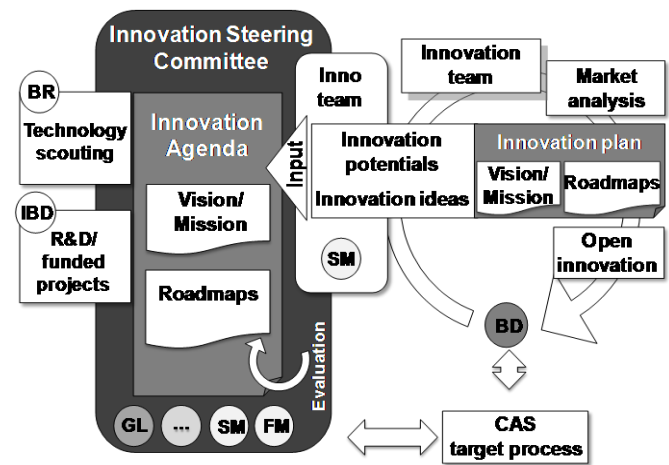 Innovation Steering
Committee
BR
Technology
scouting
IBD
R&D/
funded
projects
Innovation
Agenda
Vision/
Mission
Roadmaps
Evaluation
GL
...
SM
FM
Inno
team
Input
Innovation
potentials
Innovation ideas
SM
Innovation
team
Market
analysis
Innovation plan
Vision/
Mission
Roadmaps
Open
innovation
BD
CAS
target process